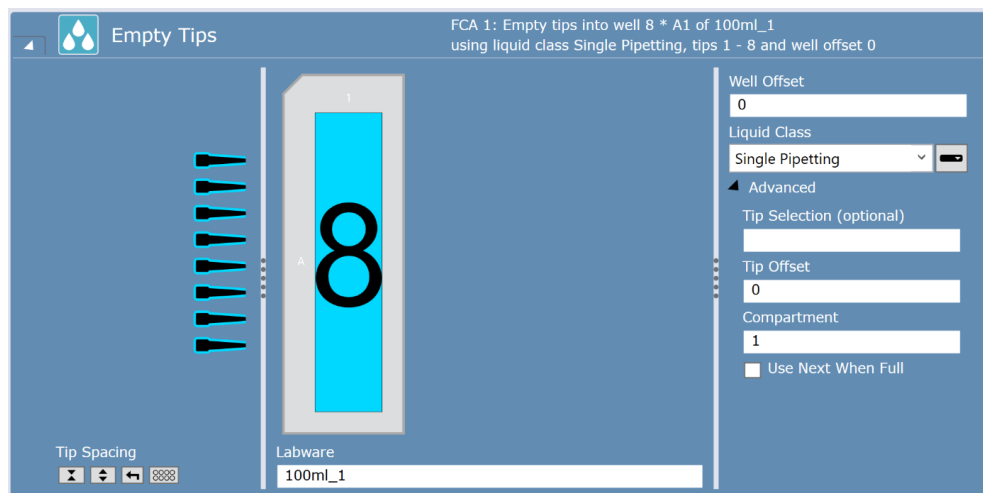 Empty Tips
FCA 1: Empty tips into well 8 * A1 of 100ml_1
using liquid class Single Pipetting, tips 1 - 8 and well offset 0
1
A
8
Tip Spacing
Labware
100ml_1
Well Offset
0
Liquid Class
Single Pipetting
Advanced
Tip Selection (optional)
Tip Offset
0
Compartment
1
Use Next When Full